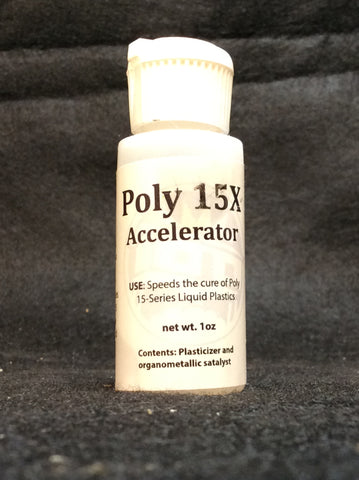 Poly 15X
Accelerator
USE: Speeds the cure of Poly
15-Series Liquid Plastics
net wt. 1oz
Contents: Plasticizer and
organometallic satalyst